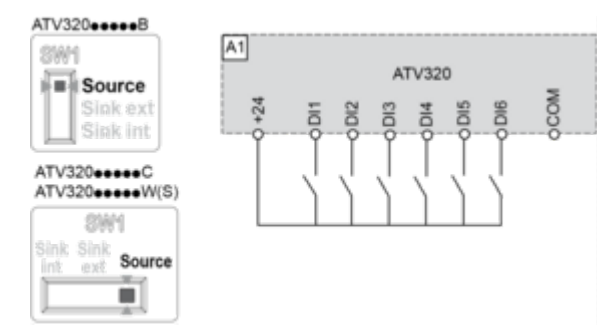 ATV320●●●●●B
SW1
Source
Sink ext
Sink int
ATV320●●●●●C
ATV320●●●●●W(S)
SW1
Sink int
Sink ext
Source
A1
ATV320
+24
DI1
DI2
DI3
DI4
DI5
DI6
COM